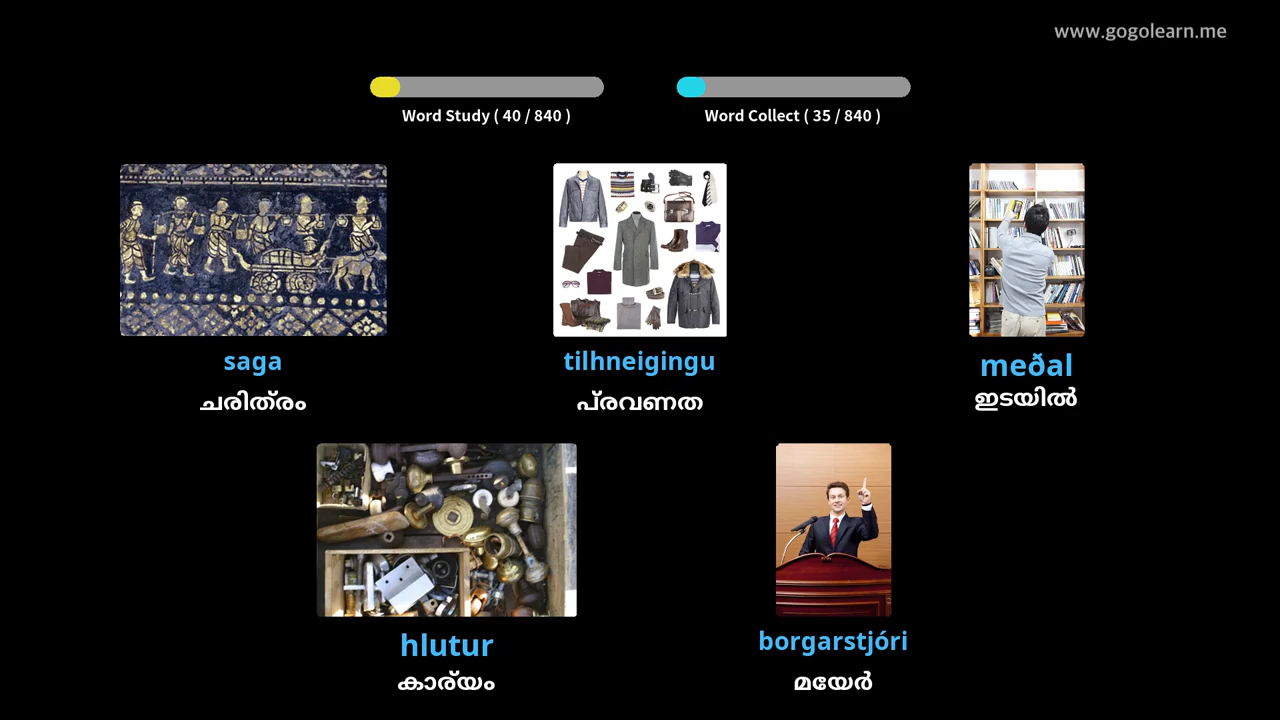 www.gogolearn.me
Word Study ( 40 / 840 )
Word Collect ( 35 / 840 )
saga
tilhneigingu
meðal
ചരിത്രം
പ്രവണത
ഇടയിൽ
hlutur
borgarstjóri
കാര്യം
മയേർ